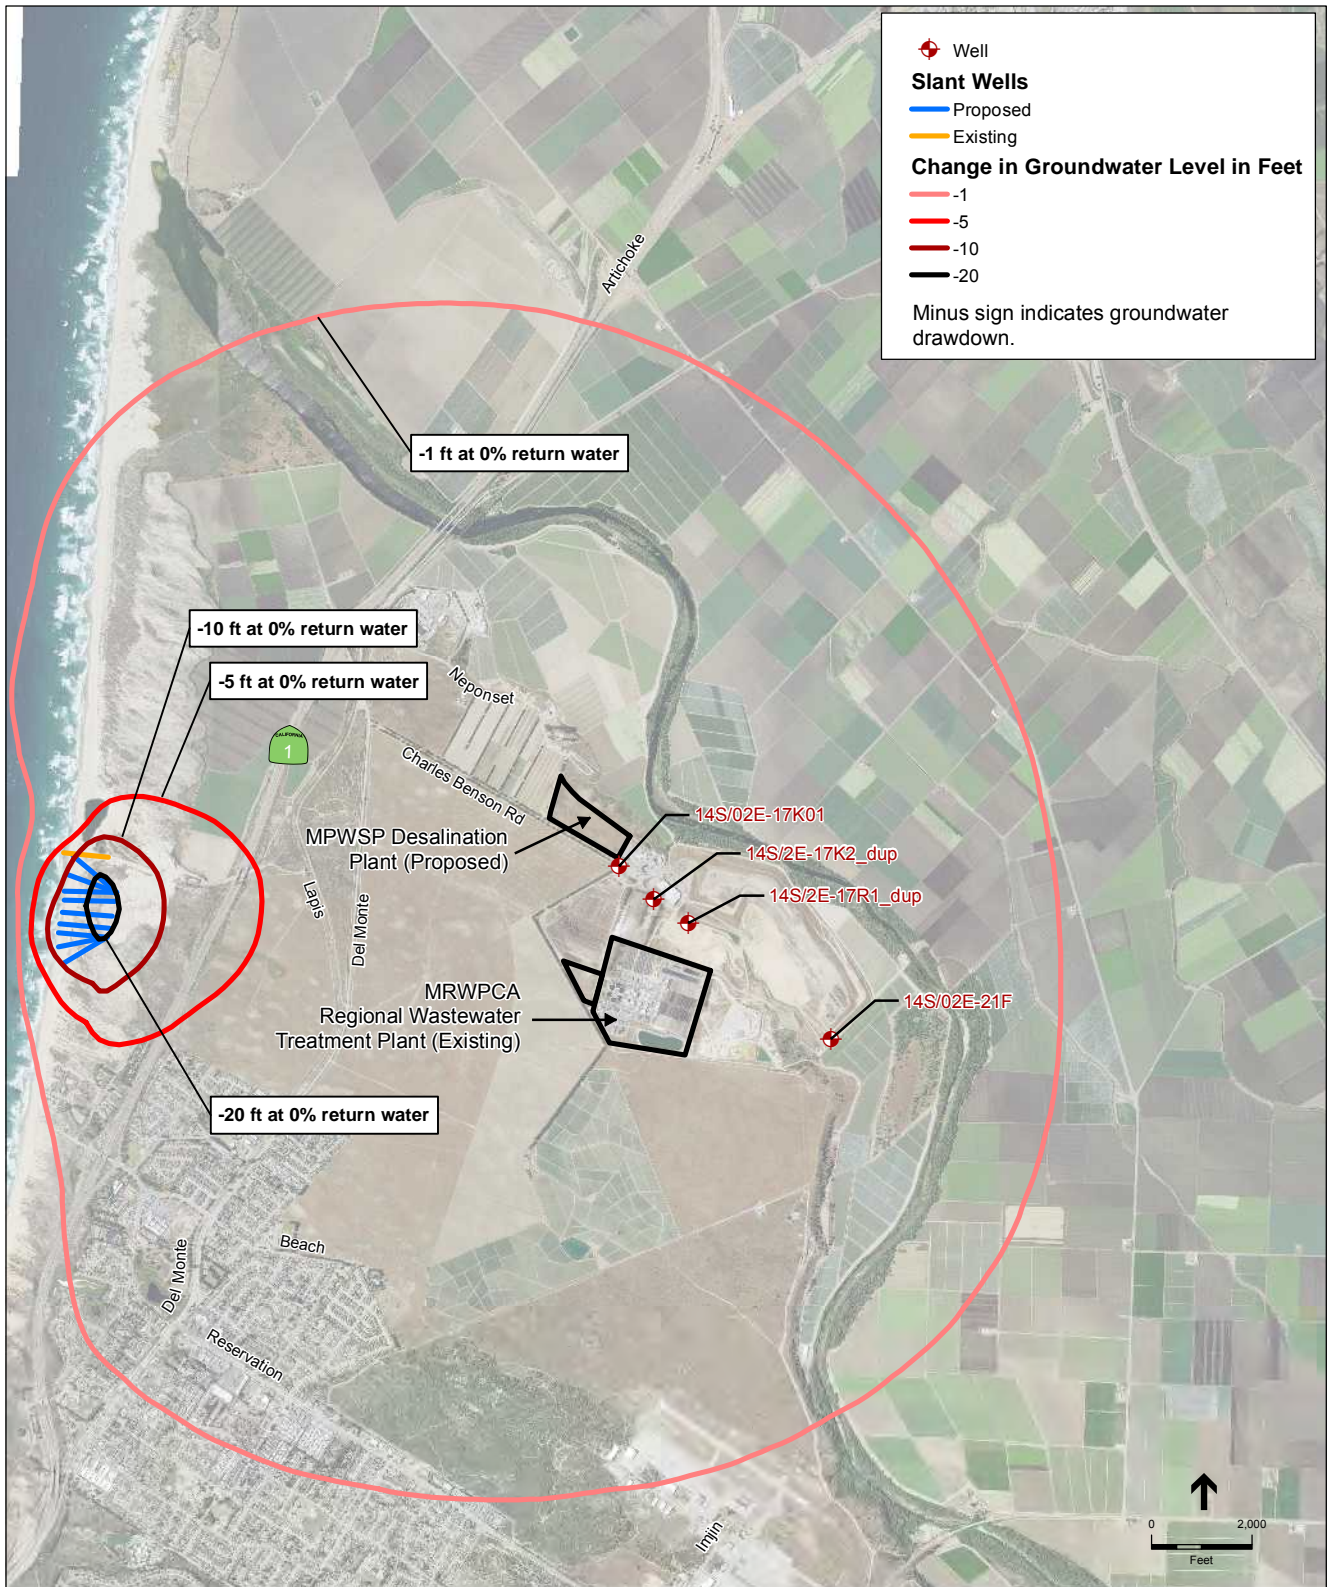 Well
Slant Wells
Proposed
Existing
Change in Groundwater Level in Feet
-1
-5
-10
-20
Minus sign indicates groundwater
drawdown.
Artichoke
-1 ft at 0% return water
-10 ft at 0% return water
-5 ft at 0% return water
Neponset
CALIFORNIA
1
Charles Benson Rd
14S/02E-17K01
MPWSP Desalination
Plant (Proposed)
14S/2E-17K2_dup
14S/2E-17R1_dup
Lapis
Del Monte
MRWPCA
Regional Wastewater
Treatment Plant (Existing)
14S/02E-21F
-20 ft at 0% return water
Beach
Del Monte
Reservation
Imjin
0 2,000
Feet